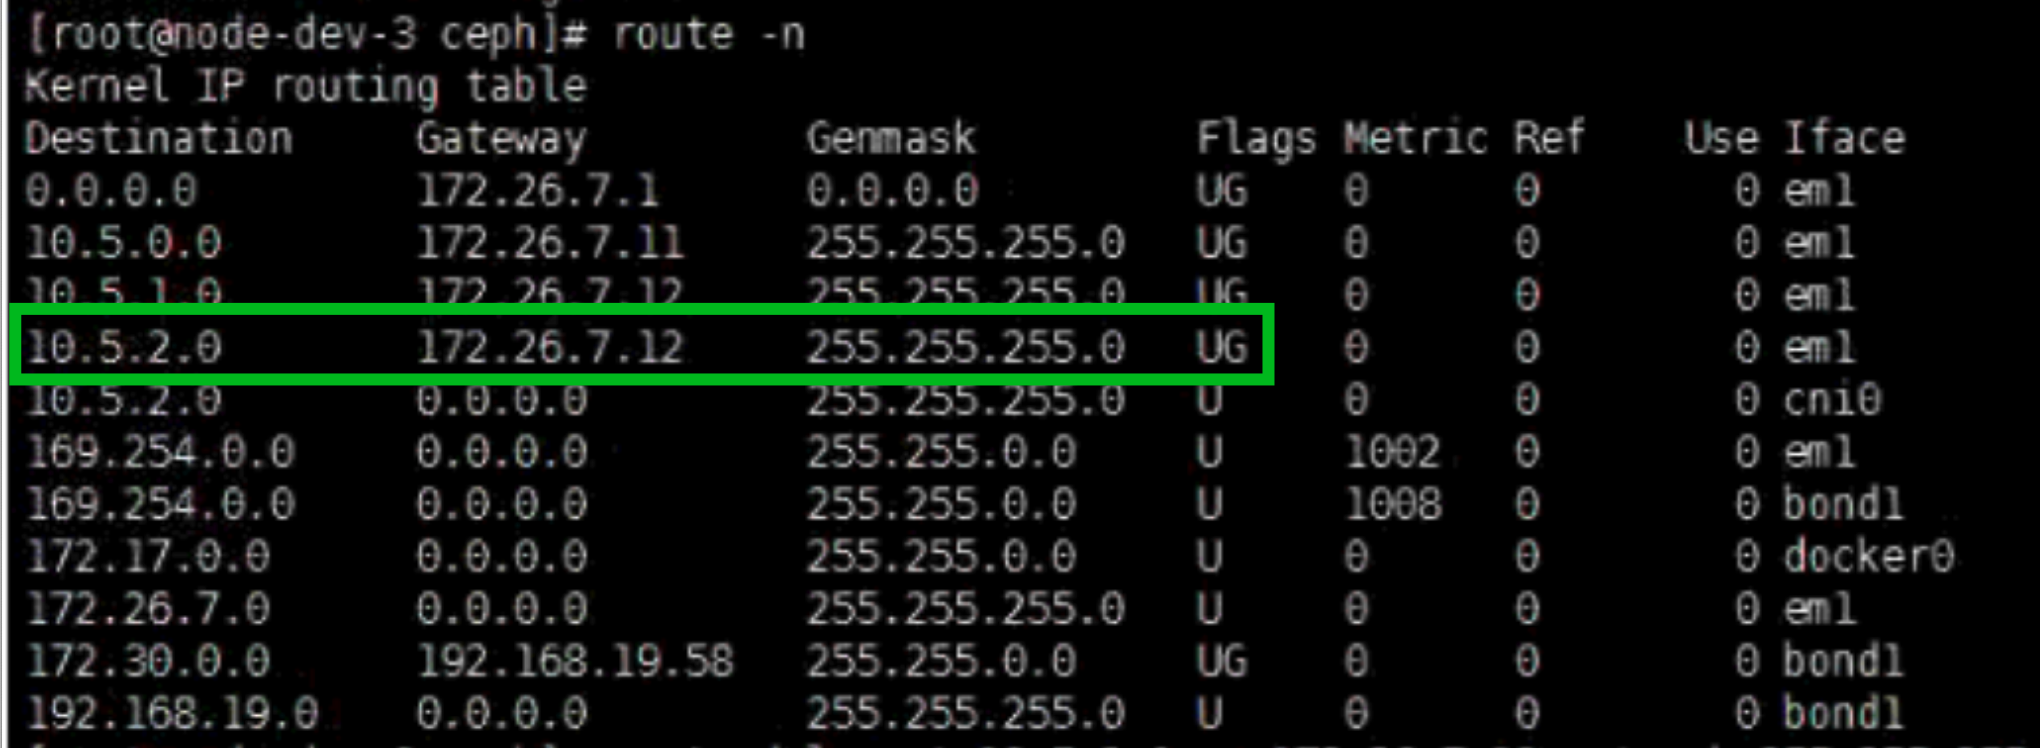 [root@node-dev-3 ceph]# route -n
Kernel IP routing table
Destination Gateway Genmask Flags Metric Ref Use Iface
0.0.0.0 172.26.7.1 0.0.0.0 UG 0 0 0 em1
10.5.0.0 172.26.7.11 255.255.255.0 UG 0 0 0 em1
10.5.1.0 172.26.7.12 255.255.255.0 UG 0 0 0 em1
10.5.2.0 172.26.7.12 255.255.255.0 UG 0 0 0 em1
10.5.2.0 0.0.0.0 255.255.255.0 U 0 0 0 cni0
169.254.0.0 0.0.0.0 255.255.0.0 U 1002 0 0 em1
169.254.0.0 0.0.0.0 255.255.0.0 U 1008 0 0 bond1
172.17.0.0 0.0.0.0 255.255.0.0 U 0 0 0 docker0
172.26.7.0 0.0.0.0 255.255.255.0 U 0 0 0 em1
172.30.0.0 192.168.19.58 255.255.0.0 UG 0 0 0 bond1
192.168.19.0 0.0.0.0 255.255.255.0 U 0 0 0 bond1